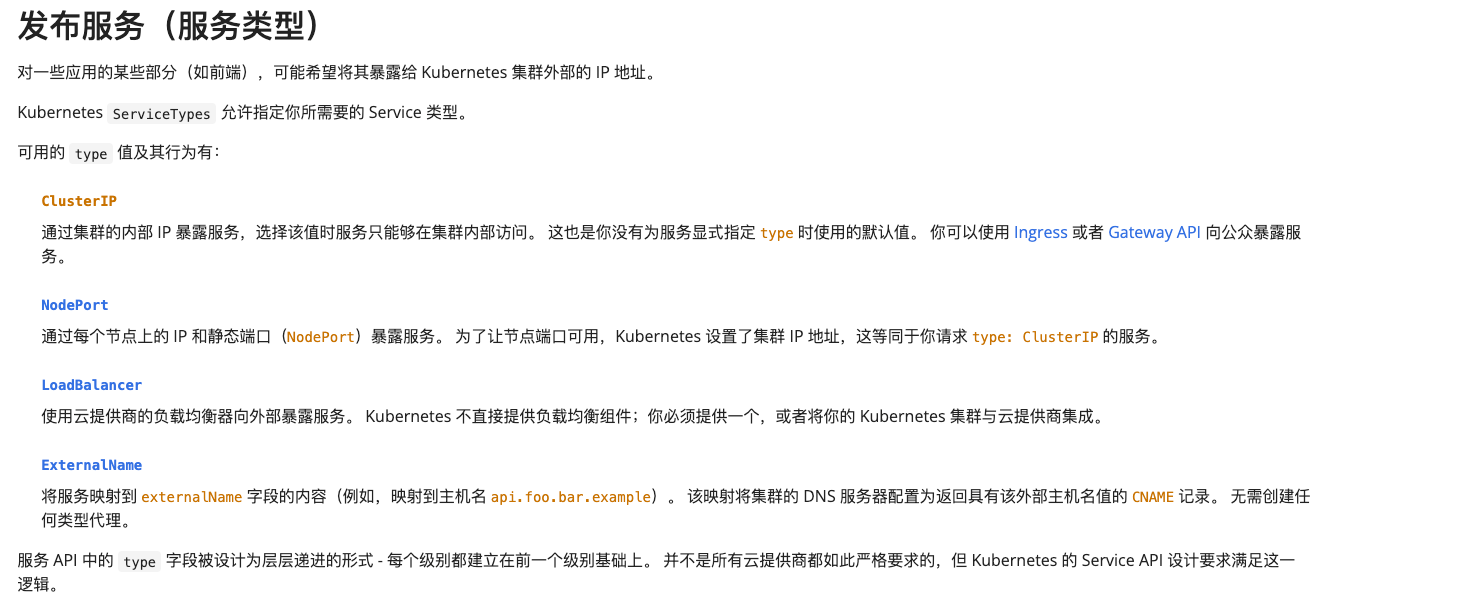 发布服务（服务类型）
对一些应用的某些部分（如前端），可能希望将其暴露给 Kubernetes 集群外部的 IP 地址。
Kubernetes ServiceTypes 允许指定你所需要的 Service 类型。
可用的 type 值及其行为有：
ClusterIP
通过集群的内部 IP 暴露服务，选择该值时服务只能够在集群内部访问。 这也是你没有为服务显式指定 type 时使用的默认值。 你可以使用 Ingress 或者 Gateway API 向公众暴露服
务。
NodePort
通过每个节点上的 IP 和静态端口（NodePort）暴露服务。 为了让节点端口可用，Kubernetes 设置了集群 IP 地址，这等同于你请求 type: ClusterIP 的服务。
LoadBalancer
使用云提供商的负载均衡器向外部暴露服务。 Kubernetes 不直接提供负载均衡组件；你必须提供一个，或者将你的 Kubernetes 集群与云提供商集成。
ExternalName
将服务映射到 externalName 字段的内容（例如，映射到主机名 api.foo.bar.example）。 该映射将集群的 DNS 服务器配置为返回具有该外部主机名值的 CNAME 记录。 无需创建任
何类型代理。
服务 API 中的 type 字段被设计为层层递进的形式 - 每个级别都建立在前一个级别基础上。 并不是所有云提供商都如此严格要求的，但 Kubernetes 的 Service API 设计要求满足这一
逻辑。